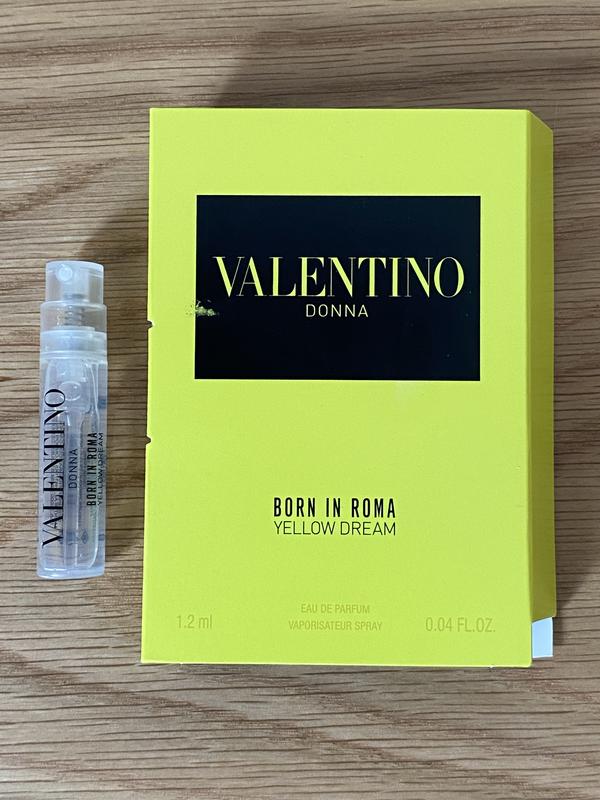 VALENTINO
DONNA
BORN IN ROMA
YELLOW DREAM
VALENTINO
DONNA
BORN IN ROMA
YELLOW DREAM
EAU DE PARFUM
1.2 ml VAPORISATEUR SPRAY 0.04 FL.OZ.